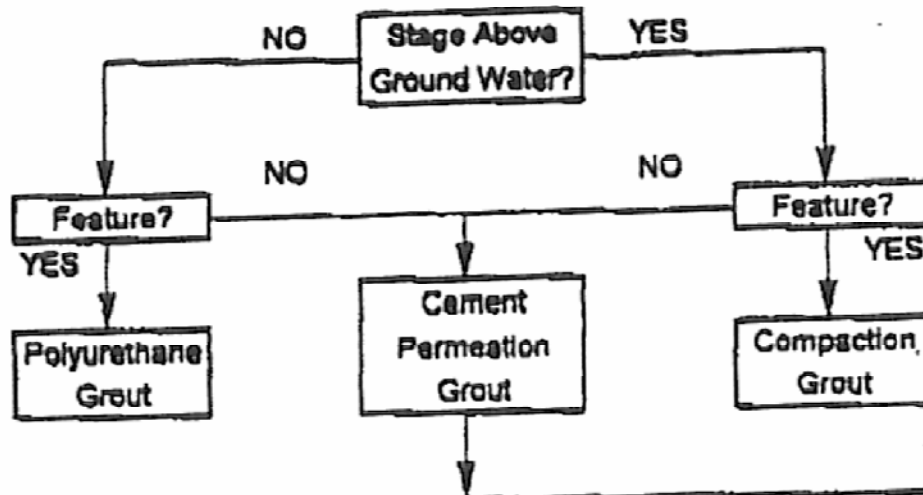 NO
Stage Above
Ground Water?
YES
NO
NO
Feature?
Feature?
YES
YES
Polyurethane
Grout
Cement
Permeation
Grout
Compaction
Grout